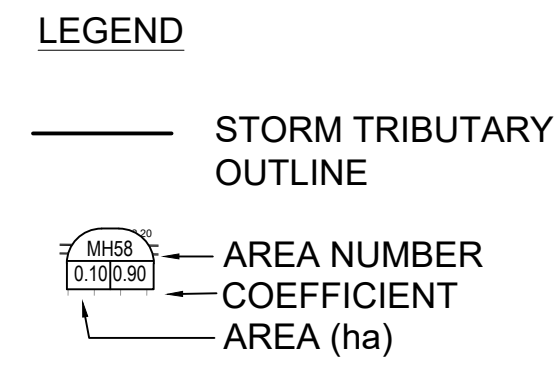 LEGEND
STORM TRIBUTARY
OUTLINE
MH58
0.10 0.90
AREA NUMBER
COEFFICIENT
AREA (ha)